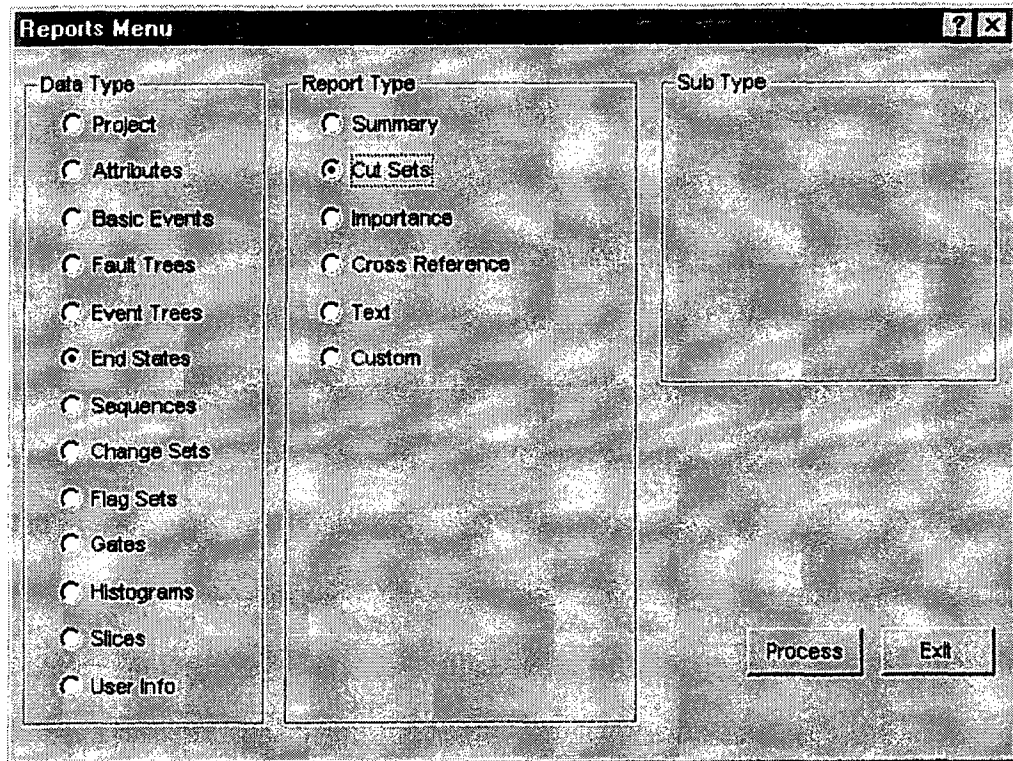 Reports Menu
Data Type
Project
Attributes
Basic Events
Fault Trees
Event Trees
End States
Sequences
Change Sets
Flag Sets
Gates
Histograms
Slices
User Info
Report Type
Summary
Cut Sets
Importance
Cross Reference
Text
Custom
Sub Type
Process
Exit